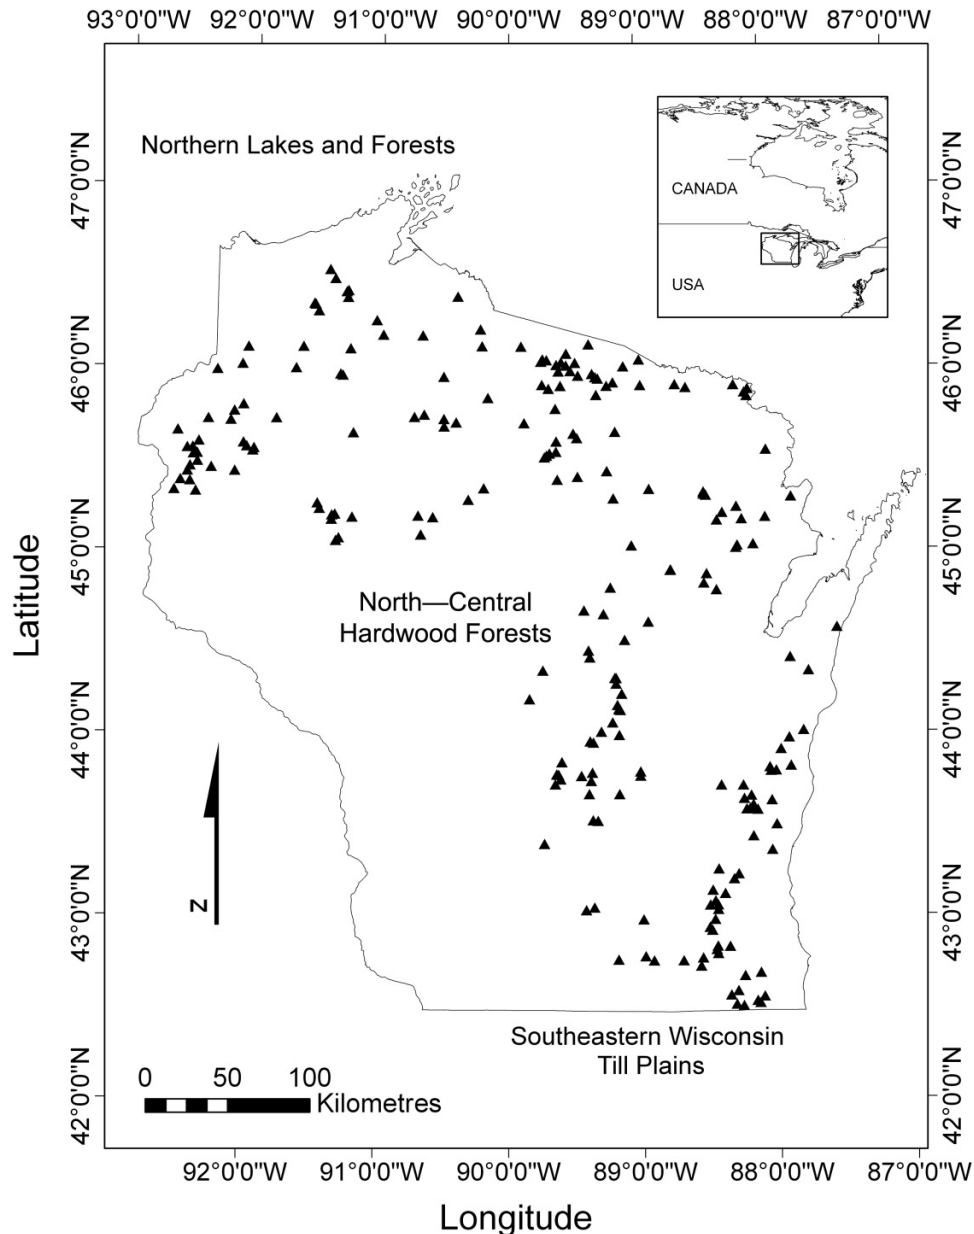 93°0'0"W 92°0'0"W 91°0'0"W 90°0'0"W 89°0'0"W 88°0'0"W 87°0'0"W
Northern Lakes and Forests
CANADA
USA
47°0'0"N 47°0'0"N
46°0'0"N 46°0'0"N
45°0'0"N 45°0'0"N
Latitude
North—Central
Hardwood Forests
44°0'0"N 44°0'0"N
N
43°0'0"N 43°0'0"N
Southeastern Wisconsin
Till Plains
0 50 100
Kilometres
42°0'0"N 42°0'0"N
92°0'0"W 91°0'0"W 90°0'0"W 89°0'0"W 88°0'0"W 87°0'0"W
Longitude